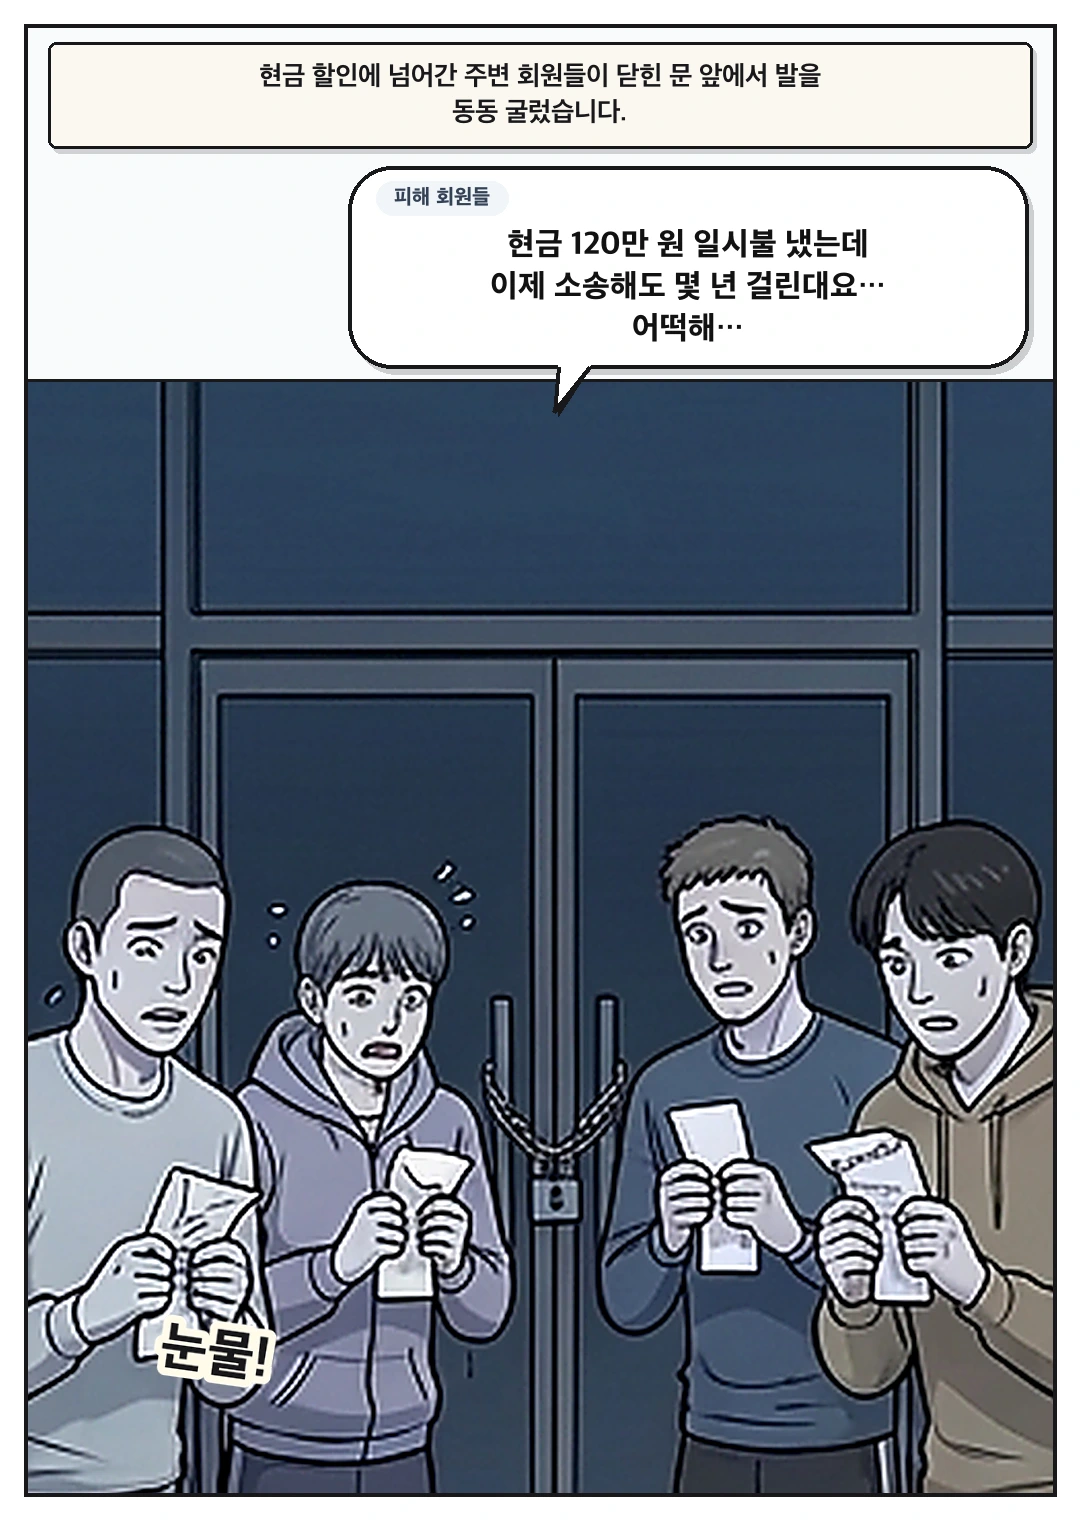 현금 할인에 넘어간 주변 회원들이 닫힌 문 앞에서 발을
동동 굴렀습니다.
피해 회원들
현금 120만 원 일시불 냈는데
이제 소송해도 몇 년 걸린대요…
어떡해…
눈물!